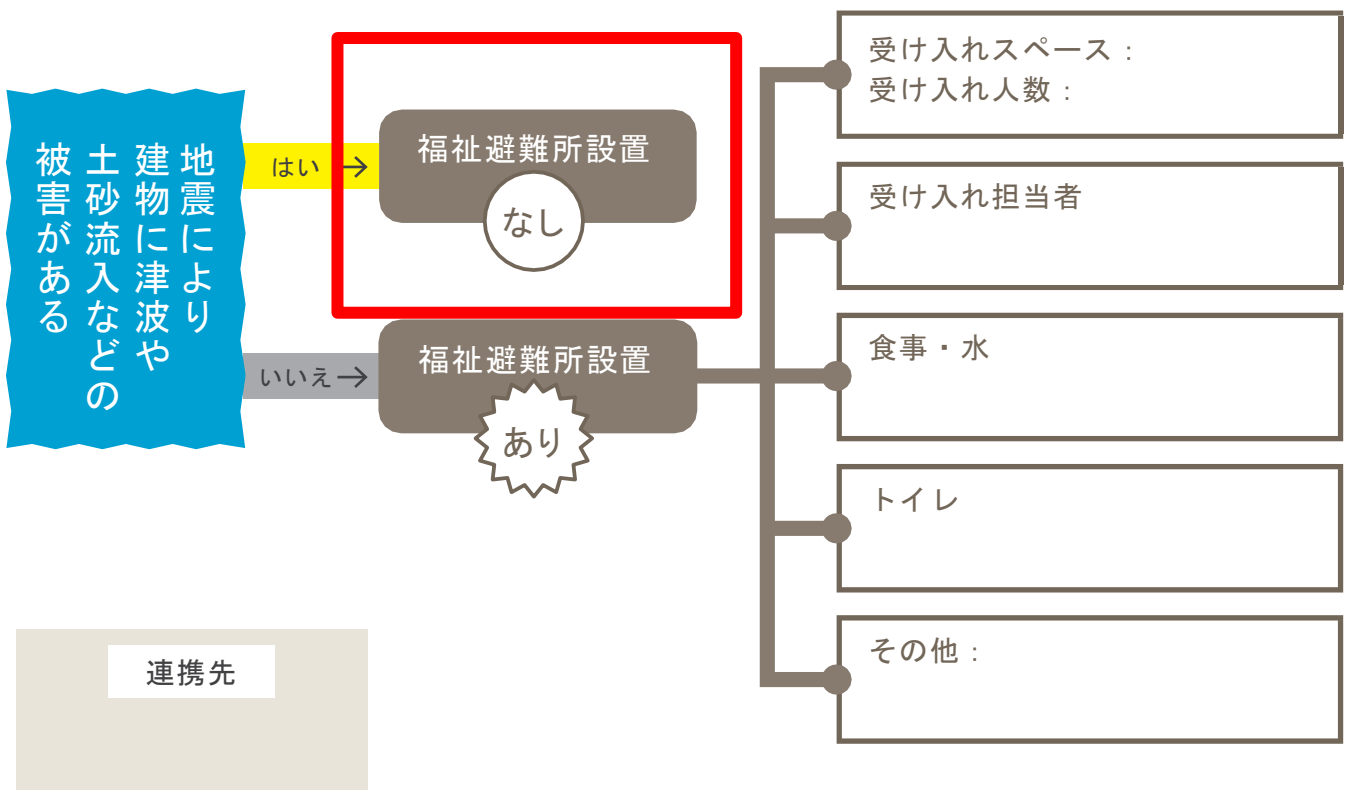 地震により
建物に津波や
土砂流入などの
被害がある
はい→
福祉避難所設置
なし
いいえ→
福祉避難所設置
あり
受け入れスペース：
受け入れ人数：
受け入れ担当者
食事・水
トイレ
その他：
連携先